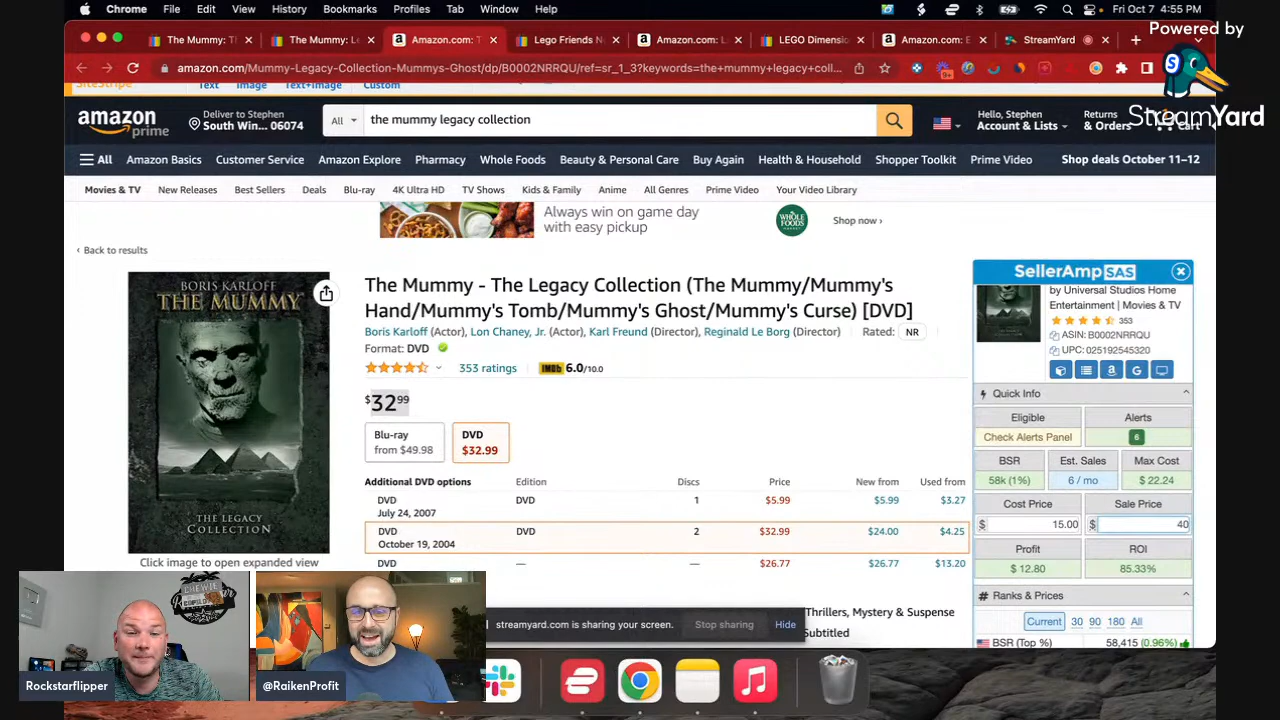 Chrome File Edit View History Bookmarks Profiles Tab Window Help
Fri Oct 7 4:55 PM
Powered by
StreamYard
The Mummy: T
The Mummy: Le
Amazon.com: T
Lego Friends N
Amazon.com: L
LEGO Dimensio
Amazon.com: E
StreamYard
amazon.com/Mummy-Legacy-Collection-Mummys-Ghost/dp/B0002NRRQU/ref=sr_1_3?keywords=the+mummy+legacy+coll...
SiteStripe Text Image Text+Image Custom
amazon prime
Deliver to Stephen
South Win... 06074
All
the mummy legacy collection
Hello, Stephen
Account & Lists
Returns
& Orders
Cart
All Amazon Basics Customer Service Amazon Explore Pharmacy Whole Foods Beauty & Personal Care Buy Again Health & Household Shopper Toolkit Prime Video Shop deals October 11–12
Movies & TV New Releases Best Sellers Deals Blu-ray 4K Ultra HD TV Shows Kids & Family Anime All Genres Prime Video Your Video Library
Always win on game day
with easy pickup
WHOLE FOODS MARKET
Shop now ›
‹ Back to results
BORIS KARLOFF
THE MUMMY
THE LEGACY
COLLECTION
Click image to open expanded view
The Mummy - The Legacy Collection (The Mummy/Mummy's
Hand/Mummy's Tomb/Mummy's Ghost/Mummy's Curse) [DVD]
Boris Karloff (Actor), Lon Chaney, Jr. (Actor), Karl Freund (Director), Reginald Le Borg (Director) Rated: NR
Format: DVD
353 ratings IMDb 6.0/10.0
$32.99
Blu-ray
from $49.98
DVD
$32.99
Additional DVD options Edition Discs Price New from Used from
DVD DVD 1 $5.99 $5.99 $3.27
July 24, 2007
DVD DVD 2 $32.99 $24.00 $4.25
October 19, 2004
DVD — — $26.77 $26.77 $13.20
Thrillers, Mystery & Suspense
Subtitled
streamyard.com is sharing your screen. Stop sharing Hide
SellerAmp SAS
by Universal Studios Home
Entertainment | Movies & TV
353
ASIN: B0002NRRQU
UPC: 025192545320
Quick Info
Eligible Alerts
Check Alerts Panel 6
BSR Est. Sales Max Cost
58k (1%) 6 / mo $ 22.24
Cost Price Sale Price
$ 15.00 $ 40
Profit ROI
$ 12.80 85.33%
Ranks & Prices
Current 30 90 180 All
BSR (Top %) 58,415 (0.96%)
Rockstarflipper
@RaikenProfit